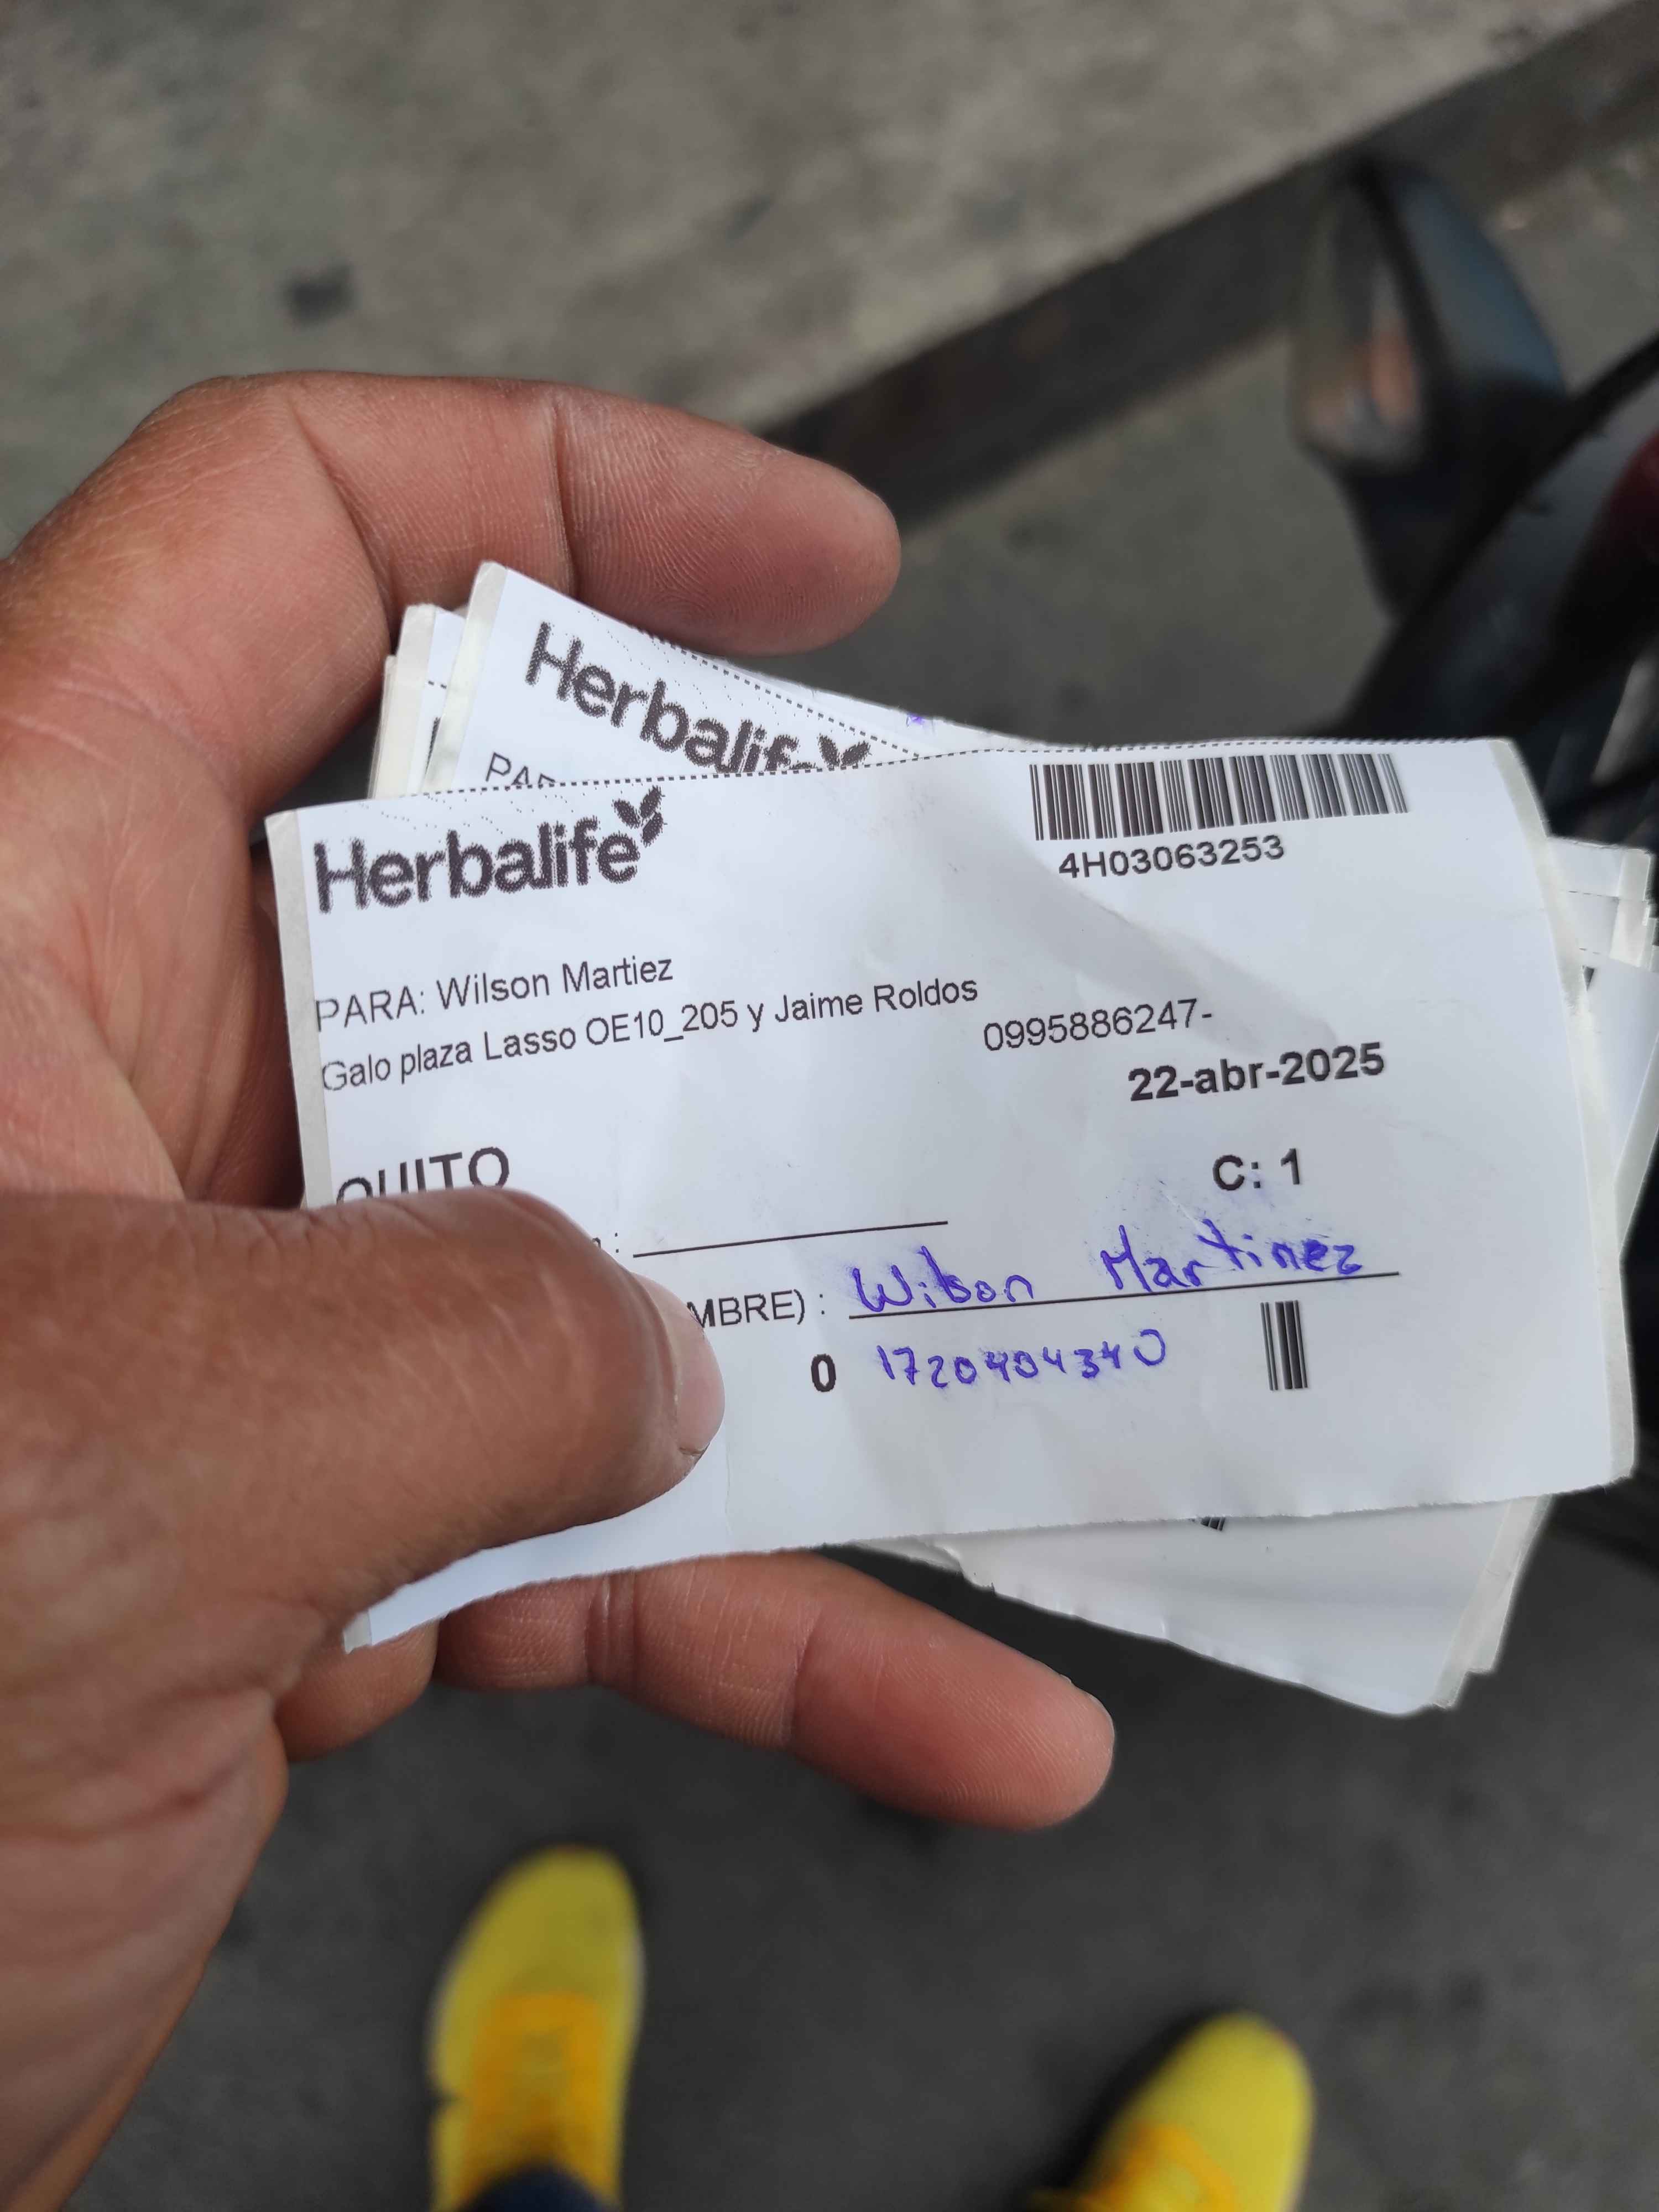 Herbalife
Herbalife
4H03063253
PARA: Wilson Martiez
Galo plaza Lasso OE10_205 y Jaime Roldos
0995886247-
22-abr-2025
QUITO
C: 1
MBRE) : Wilson Martinez
0 1720404340